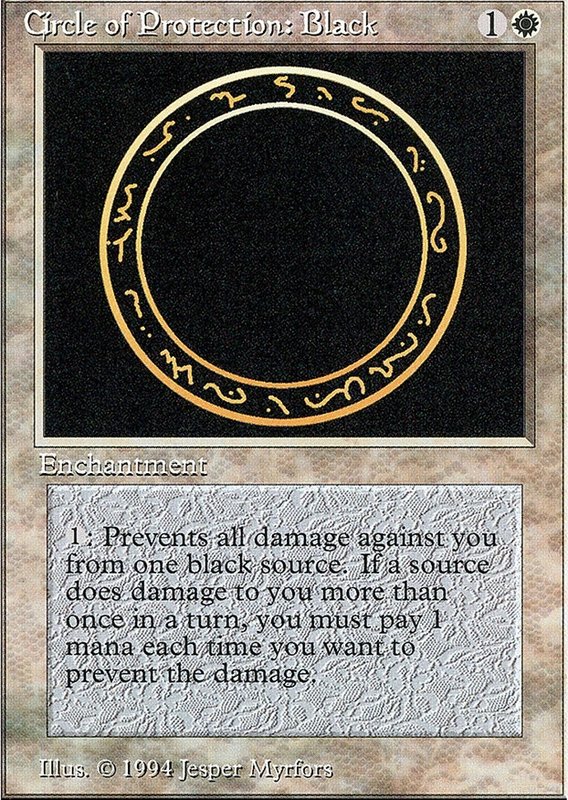 Circle of Protection: Black 1
Enchantment
1: Prevents all damage against you
from one black source. If a source
does damage to you more than
once in a turn, you must pay 1
mana each time you want to
prevent the damage.
Illus. © 1994 Jesper Myrfors